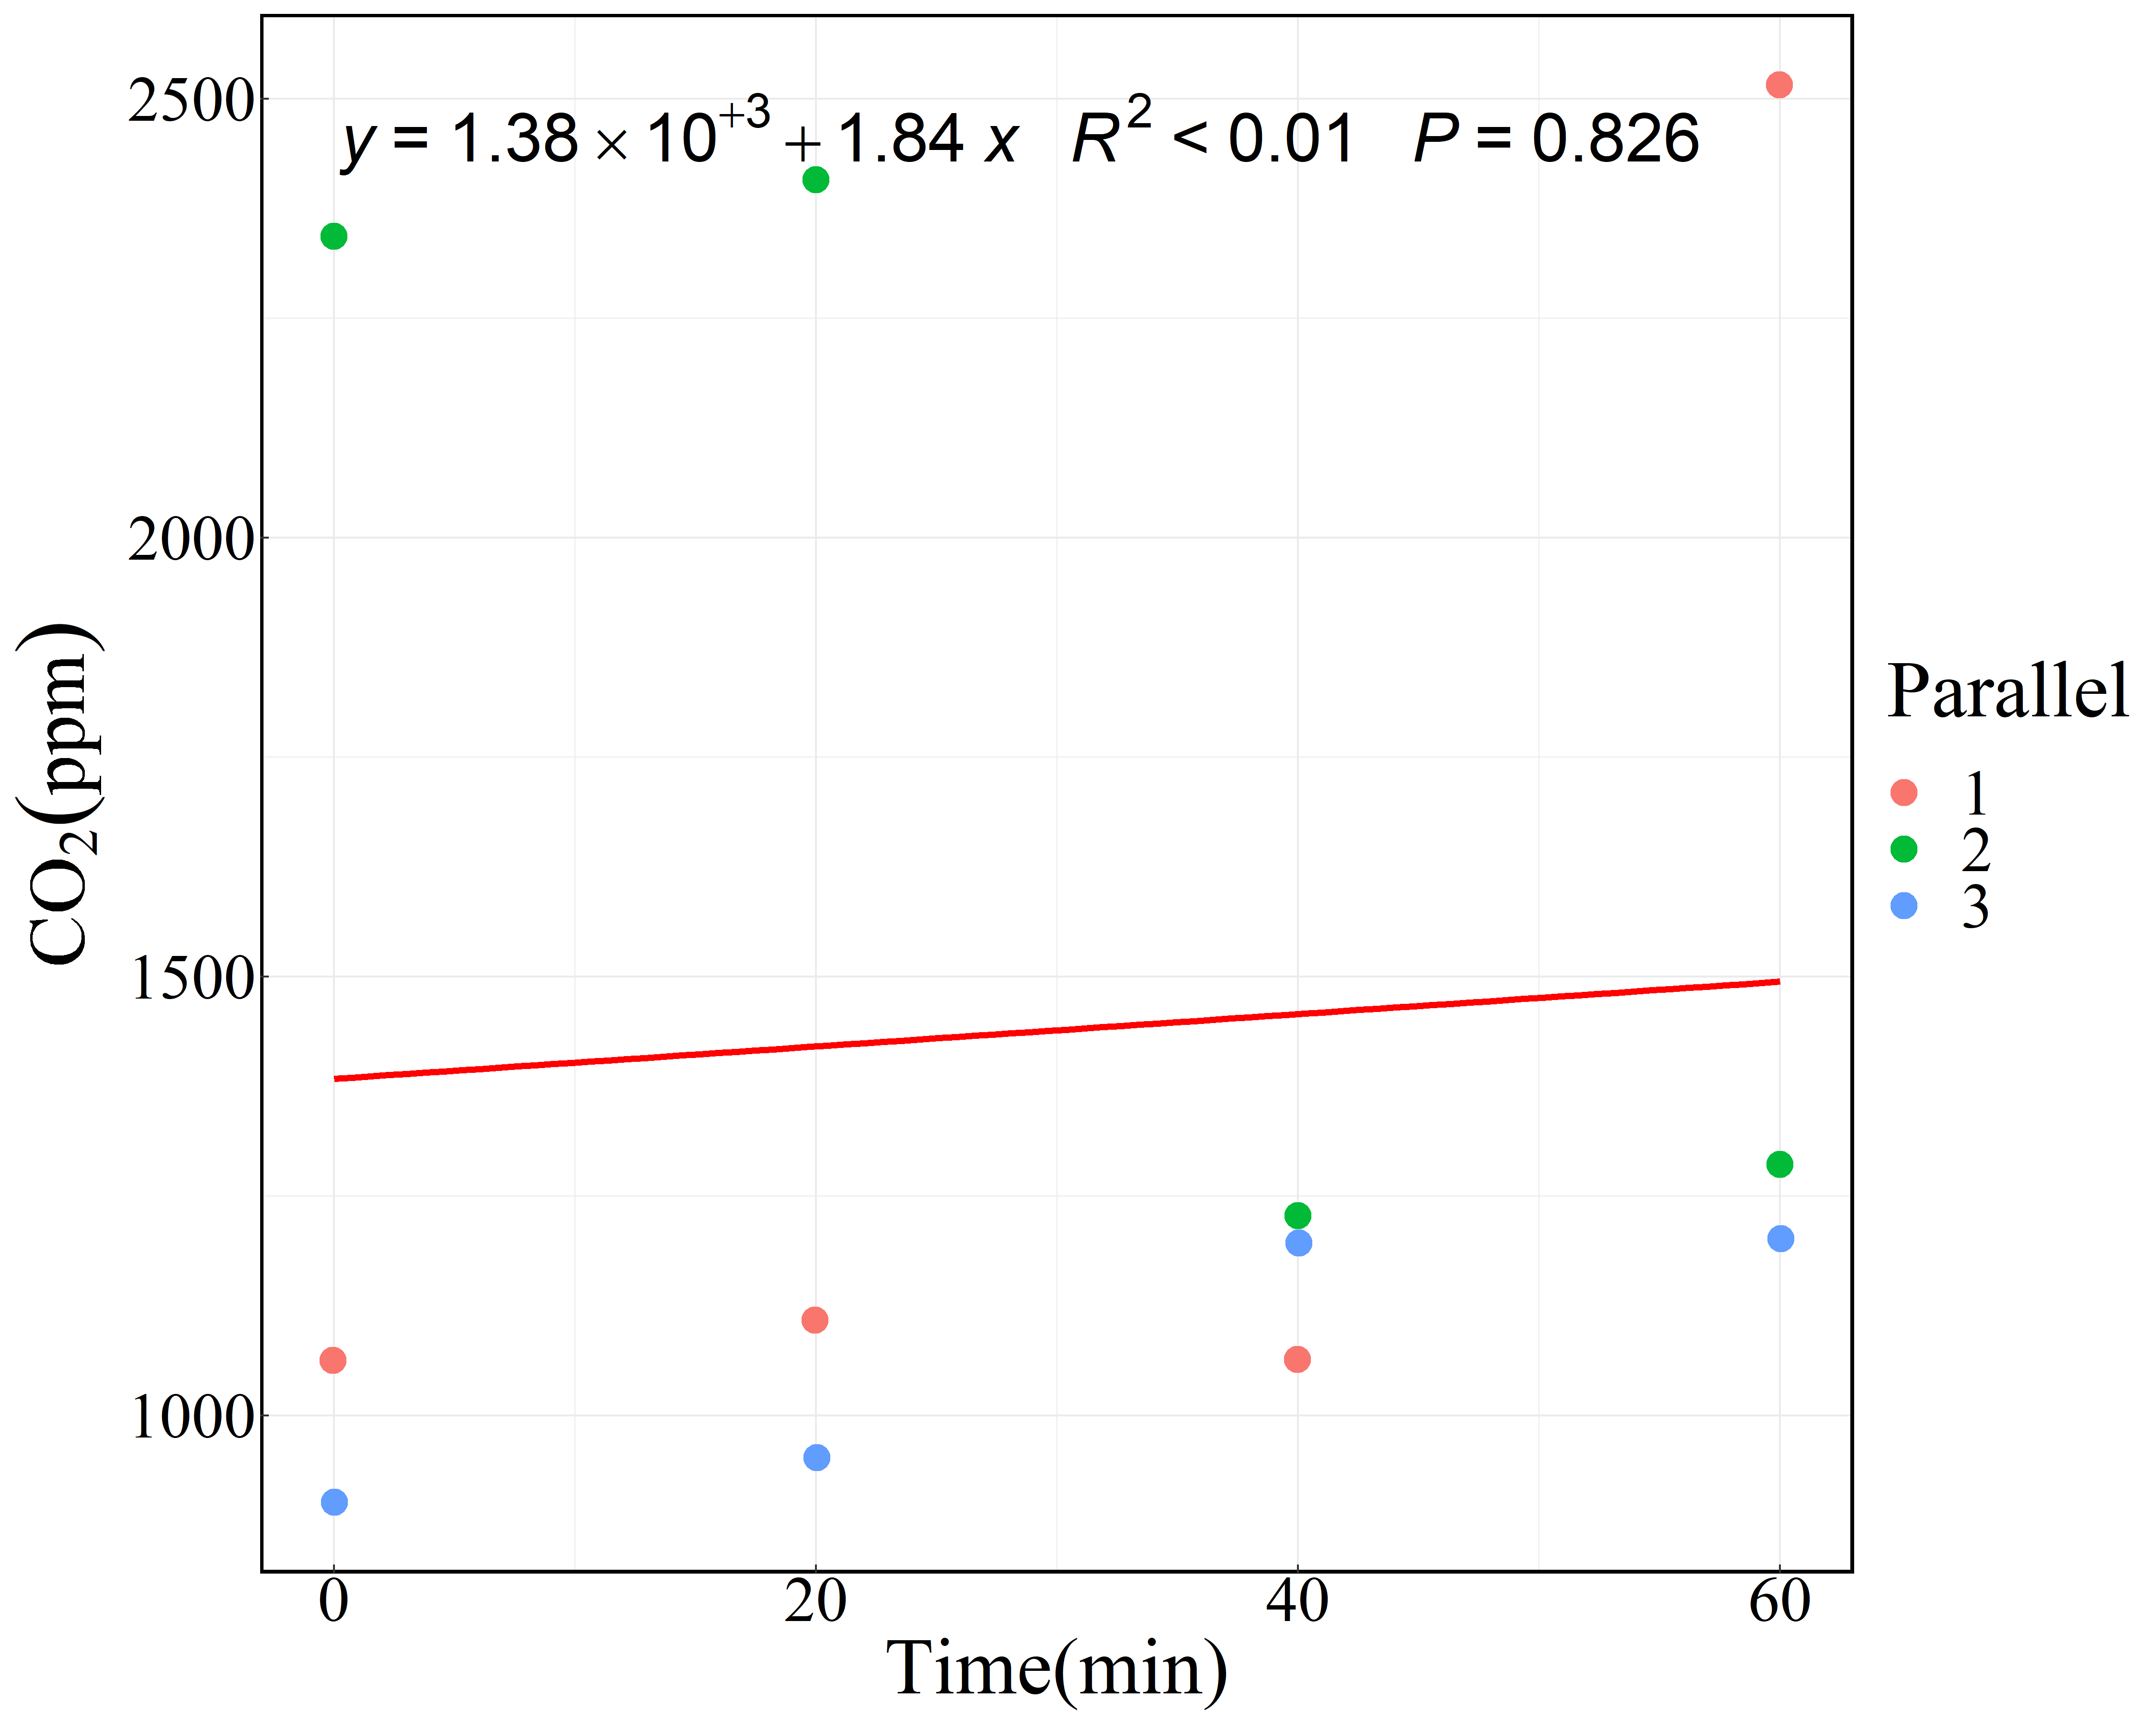 y = 1.38 × 10⁺³ + 1.84 x   R² < 0.01   P = 0.826
2500
2000
1500
1000
CO₂(ppm)
0 20 40 60
Time(min)
Parallel
1
2
3